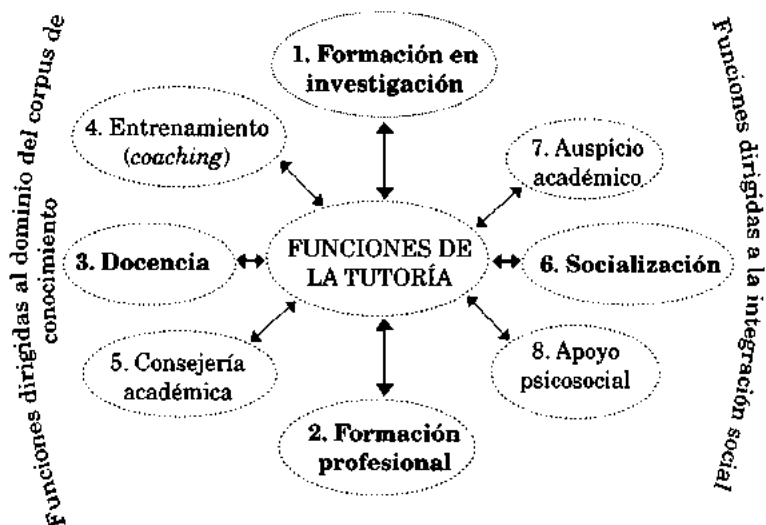 Funciones dirigidas al dominio del corpus de
conocimiento
1. Formación en
investigación
4. Entrenamiento
(coaching)
7. Auspicio
académico
3. Docencia
FUNCIONES DE
LA TUTORÍA
6. Socialización
5. Consejería
académica
8. Apoyo
psicosocial
2. Formación
profesional
Funciones dirigidas a la integración social